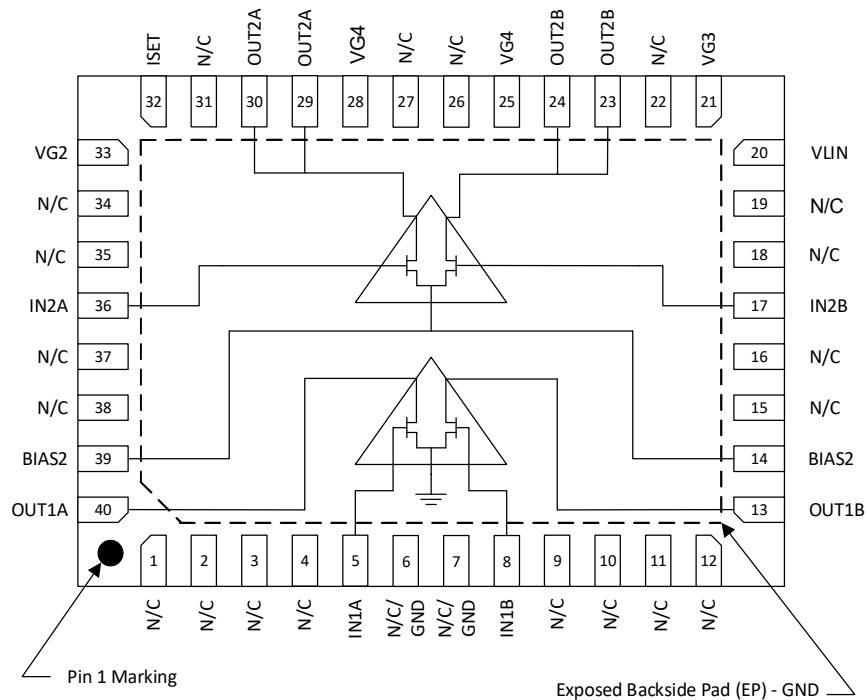 ISET
N/C
OUT2A
OUT2A
VG4
N/C
N/C
VG4
OUT2B
OUT2B
N/C
VG3
32
31
30
29
28
27
26
25
24
23
22
21
VG2 33
20 VLIN
N/C 34
19 N/C
N/C 35
18 N/C
IN2A 36
17 IN2B
N/C 37
16 N/C
N/C 38
15 N/C
BIAS2 39
14 BIAS2
OUT1A 40
13 OUT1B
1
2
3
4
5
6
7
8
9
10
11
12
N/C
N/C
N/C
N/C
IN1A
N/C/
GND
N/C/
GND
IN1B
N/C
N/C
N/C
N/C
Pin 1 Marking
Exposed Backside Pad (EP) - GND